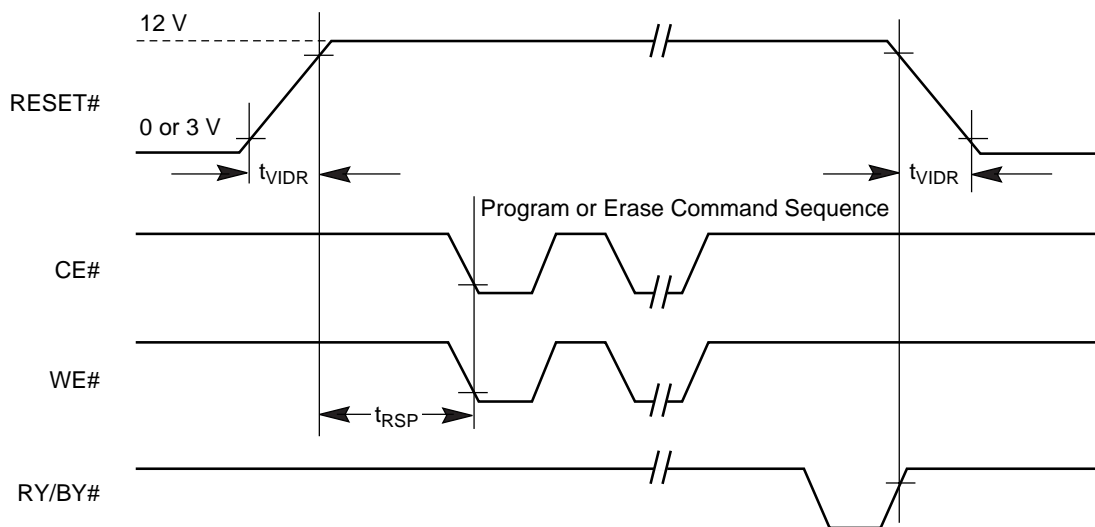 12 V
RESET#
0 or 3 V
tVIDR
tVIDR
Program or Erase Command Sequence
CE#
WE#
tRSP
RY/BY#